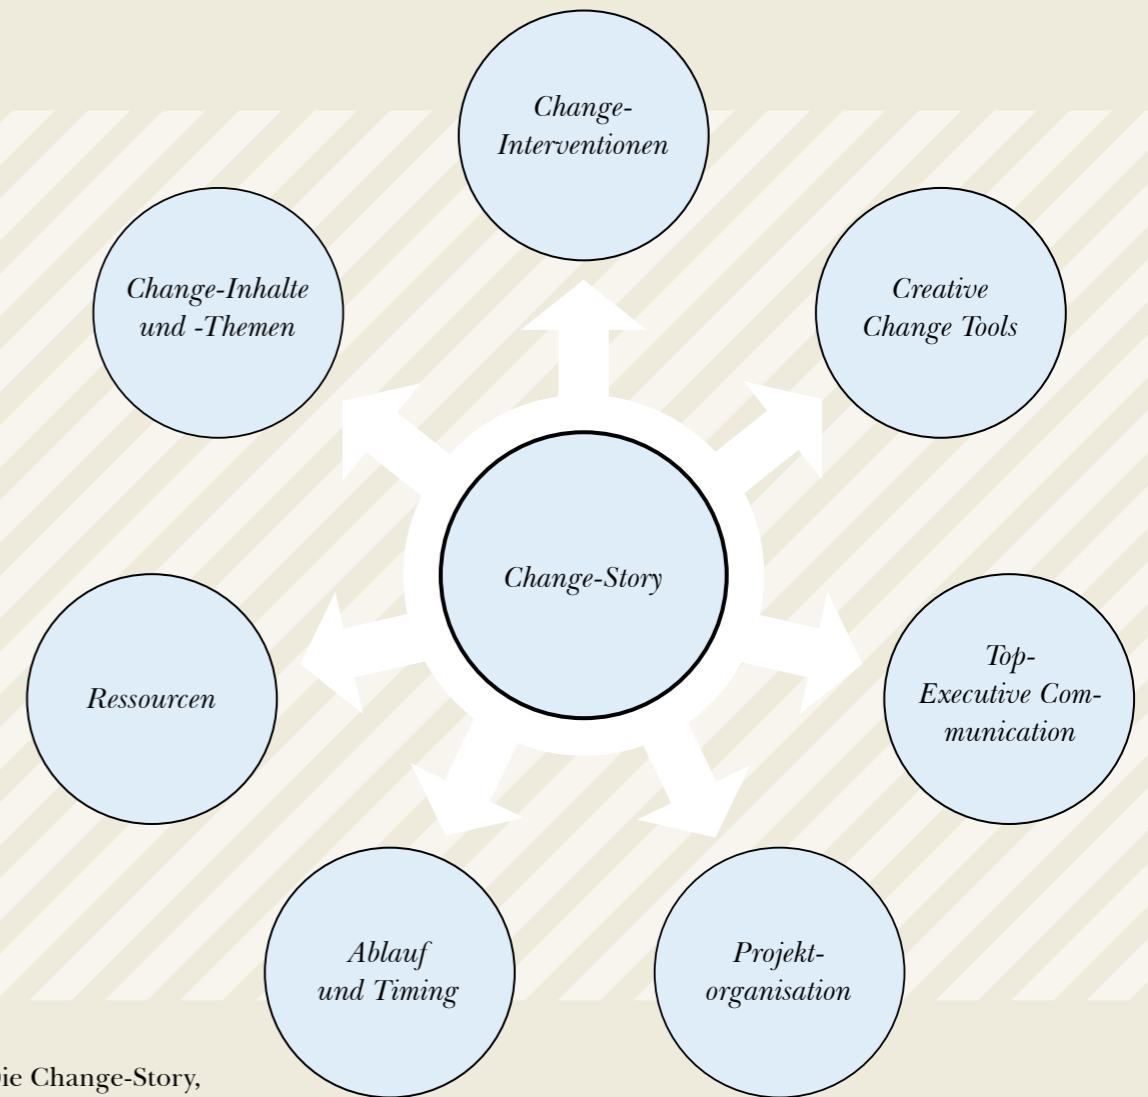 Change-
Interventionen
Change-Inhalte
und -Themen
Creative
Change Tools
Change-Story
Ressourcen
Top-
Executive Com-
munication
Ablauf
und Timing
Projekt-
organisation
ie Change-Story,